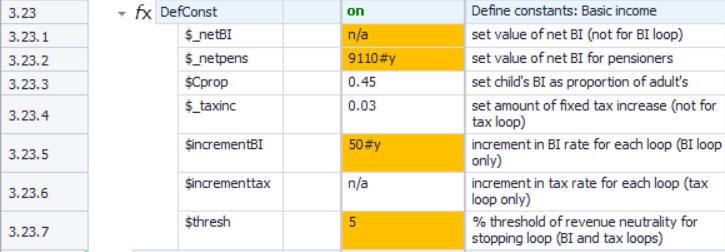 3.23 fx DefConst on Define constants: Basic income
3.23.1 $_netBI n/a set value of net BI (not for BI loop)
3.23.2 $_netpens 9110#y set value of net BI for pensioners
3.23.3 $Cprop 0.45 set child's BI as proportion of adult's
3.23.4 $_taxinc 0.03 set amount of fixed tax increase (not for
tax loop)
3.23.5 $incrementBI 50#y increment in BI rate for each loop (BI loop
only)
3.23.6 $incrementtax n/a increment in tax rate for each loop (tax
loop only)
3.23.7 $thresh 5 % threshold of revenue neutrality for
stopping loop (BI and tax loops)